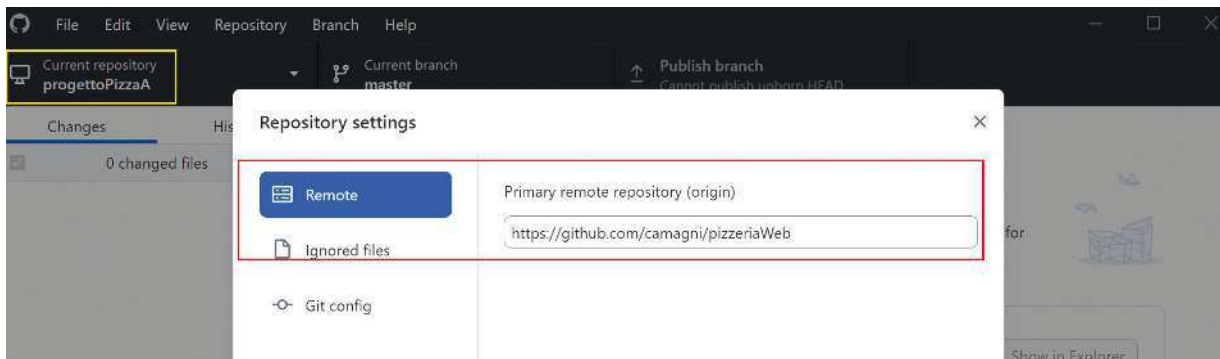 File Edit View Repository Branch Help
Current repository
progettoPizzaA
Current branch
master
Publish branch
Cannot publish unborn HEAD
Changes
His
0 changed files
Repository settings
Remote
Primary remote repository (origin)
https://github.com/camagni/pizzeriaWeb
for
Ignored files
Git config
Show in Explorer